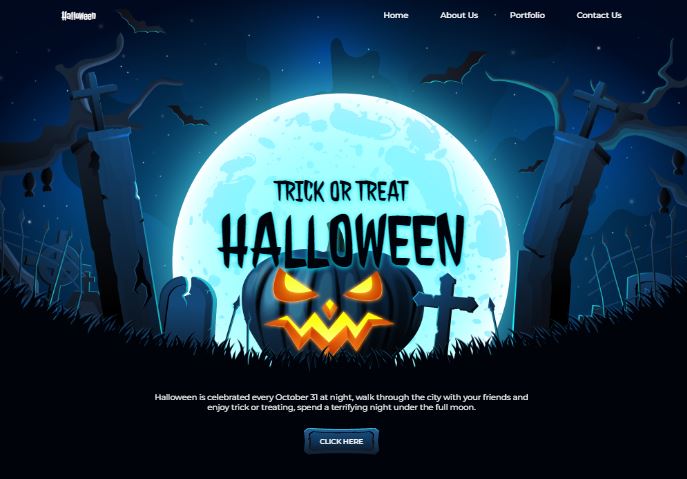 Halloween
Home About Us Portfolio Contact Us
TRICK OR TREAT
HALLOWEEN
Halloween is celebrated every October 31 at night, walk through the city with your friends and
enjoy trick or treating, spend a terrifying night under the full moon.
CLICK HERE